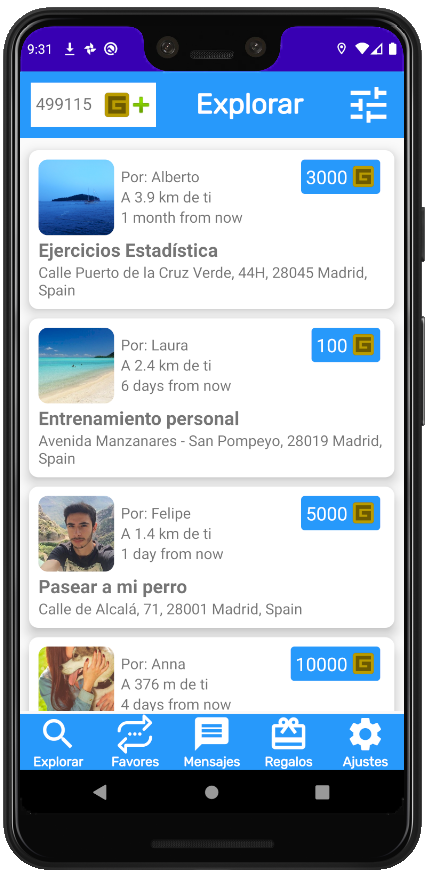 9:31
499115 G +
Explorar
Por: Alberto
3000 G
A 3.9 km de ti
1 month from now
Ejercicios Estadística
Calle Puerto de la Cruz Verde, 44H, 28045 Madrid,
Spain
Por: Laura
100 G
A 2.4 km de ti
6 days from now
Entrenamiento personal
Avenida Manzanares - San Pompeyo, 28019 Madrid,
Spain
Por: Felipe
5000 G
A 1.4 km de ti
1 day from now
Pasear a mi perro
Calle de Alcalá, 71, 28001 Madrid, Spain
Por: Anna
10000 G
A 376 m de ti
4 days from now
Explorar Favores Mensajes Regalos Ajustes